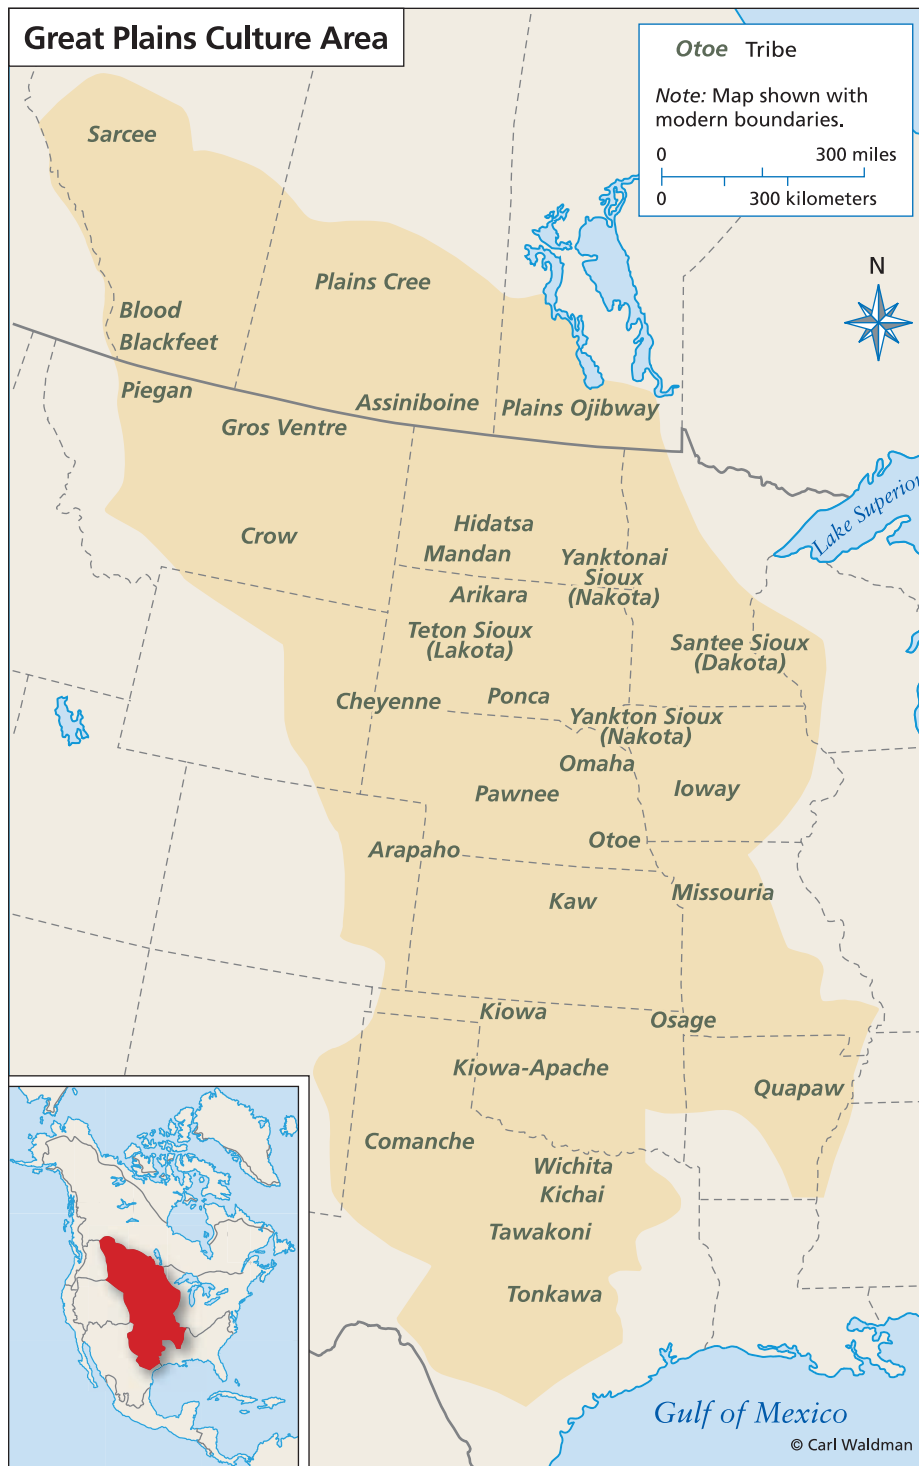 Great Plains Culture Area
Otoe Tribe
Note: Map shown with
modern boundaries.
0 300 miles
0 300 kilometers
N
Sarcee
Plains Cree
Blood
Blackfeet
Piegan
Assiniboine
Plains Ojibway
Gros Ventre
Lake Superior
Crow
Hidatsa
Mandan
Yanktonai
Sioux
(Nakota)
Arikara
Teton Sioux
(Lakota)
Santee Sioux
(Dakota)
Cheyenne
Ponca
Yankton Sioux
(Nakota)
Omaha
Pawnee
Ioway
Otoe
Arapaho
Kaw
Missouria
Kiowa
Osage
Kiowa-Apache
Quapaw
Comanche
Wichita
Kichai
Tawakoni
Tonkawa
Gulf of Mexico
© Carl Waldman